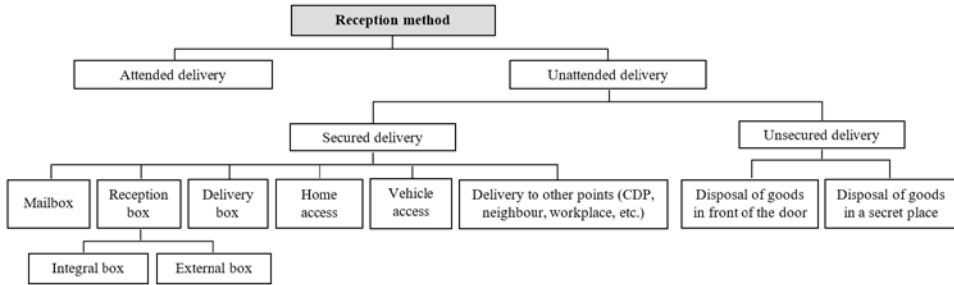 Reception method
Attended delivery
Unattended delivery
Secured delivery
Unsecured delivery
Mailbox
Reception
box
Delivery
box
Home
access
Vehicle
access
Delivery to other points (CDP,
neighbour, workplace, etc.)
Disposal of goods
in front of the door
Disposal of goods
in a secret place
Integral box
External box